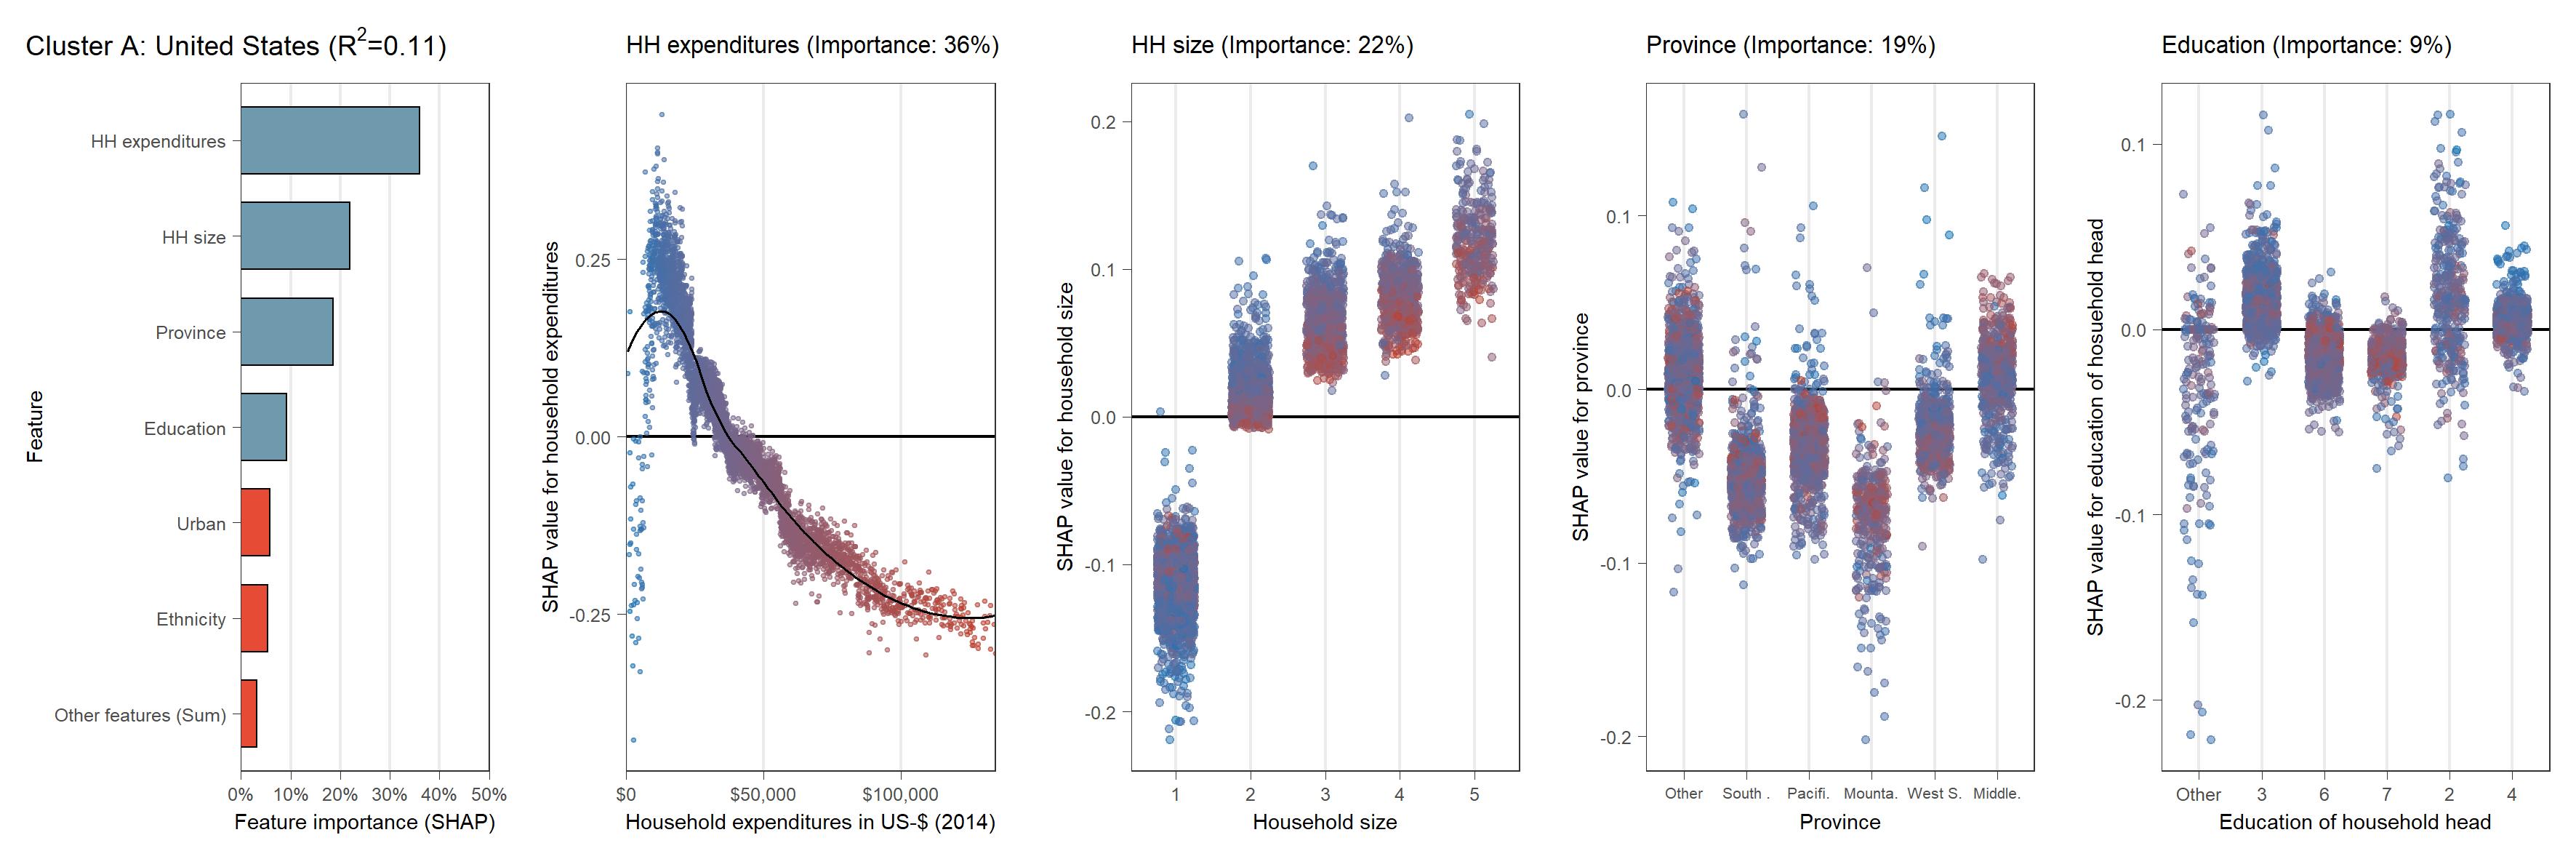 Cluster A: United States (R²=0.11)
Feature
HH expenditures
HH size
Province
Education
Urban
Ethnicity
Other features (Sum)
0% 10% 20% 30% 40% 50%
Feature importance (SHAP)
HH expenditures (Importance: 36%)
SHAP value for household expenditures
0.25
0.00
-0.25
$0 $50,000 $100,000
Household expenditures in US-$ (2014)
HH size (Importance: 22%)
SHAP value for household size
0.2
0.1
0.0
-0.1
-0.2
1 2 3 4 5
Household size
Province (Importance: 19%)
SHAP value for province
0.1
0.0
-0.1
-0.2
Other South . Pacifi. Mounta. West S. Middle.
Province
Education (Importance: 9%)
SHAP value for education of household head
0.1
0.0
-0.1
-0.2
Other 3 6 7 2 4
Education of household head